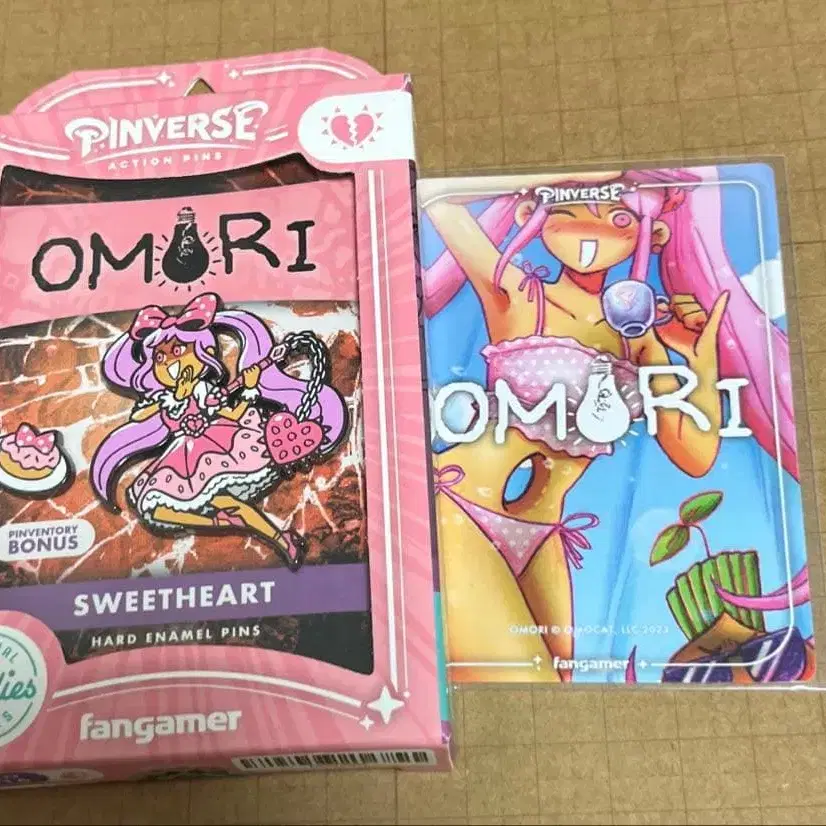 PINVERSE
ACTION PINS
OMORI
PINVENTORY
BONUS
SWEETHEART
HARD ENAMEL PINS
fangamer
PINVERSE
OMORI
OMORI © OMOCAT, LLC 2023
fangamer